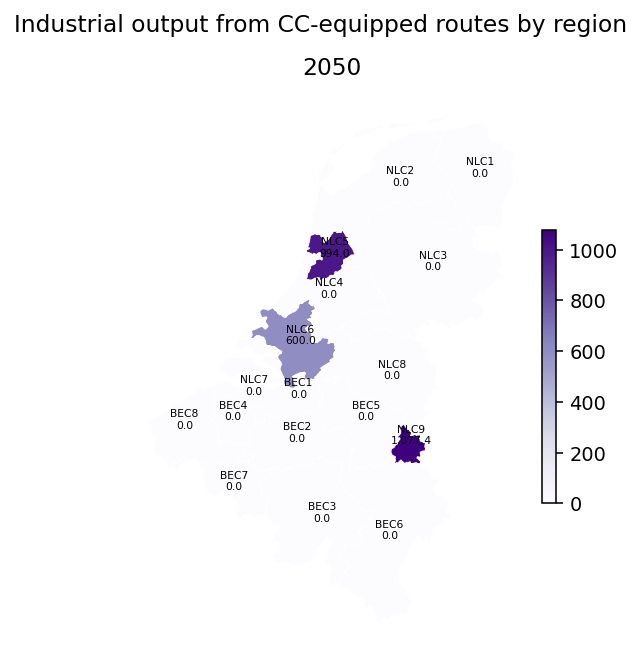 Industrial output from CC-equipped routes by region
2050
NLC1
0.0
NLC2
0.0
NLC5
994.0
NLC3
0.0
NLC4
0.0
NLC6
600.0
NLC8
0.0
NLC7
0.0
BEC1
0.0
BEC4
0.0
BEC5
0.0
BEC8
0.0
BEC2
0.0
NLC9
BEC7
0.0
BEC3
0.0
BEC6
0.0
1000
800
600
400
200
0